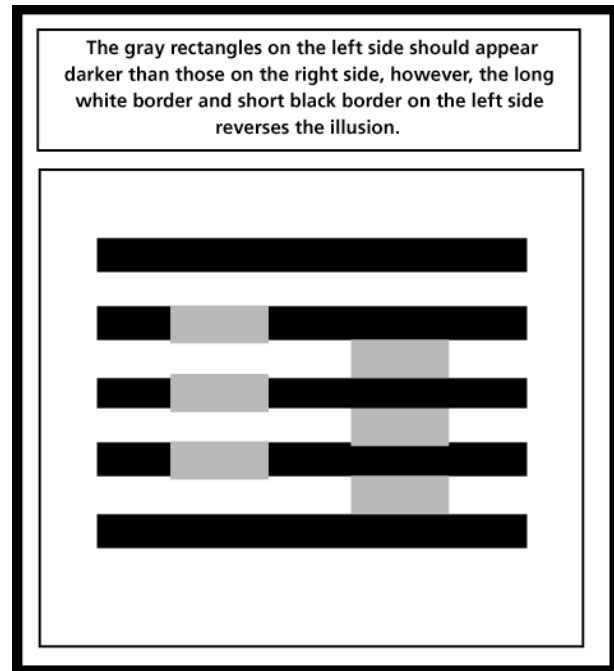 The gray rectangles on the left side should appear
darker than those on the right side, however, the long
white border and short black border on the left side
reverses the illusion.